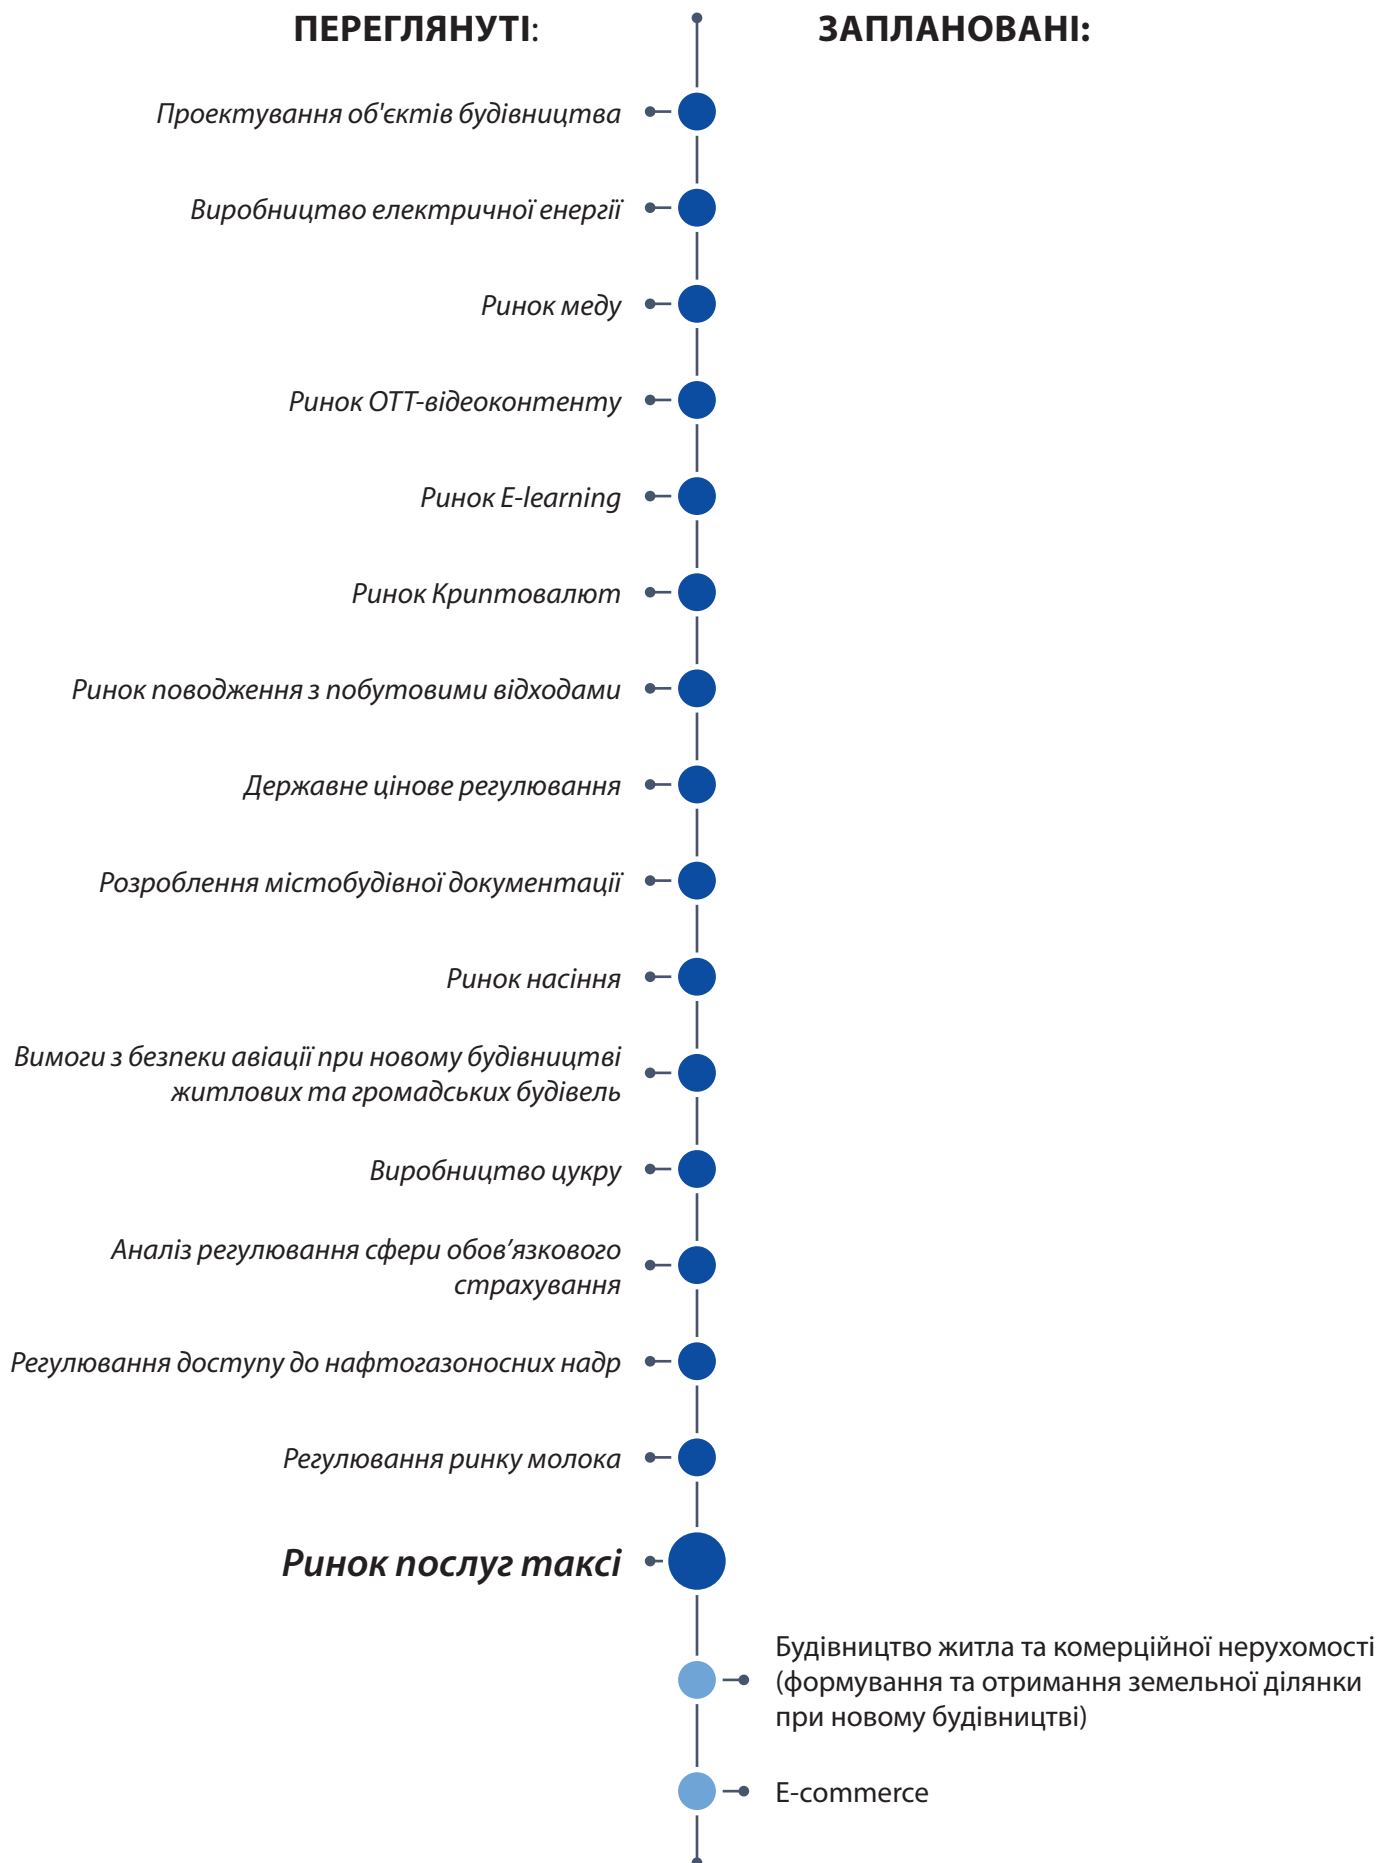 ПЕРЕГЛЯНУТІ:
ЗАПЛАНОВАНІ:
Проектування об'єктів будівництва
Виробництво електричної енергії
Ринок меду
Ринок ОТТ-відеоконтенту
Ринок E-learning
Ринок Криптовалют
Ринок поводження з побутовими відходами
Державне цінове регулювання
Розроблення містобудівної документації
Ринок насіння
Вимоги з безпеки авіації при новому будівництві
житлових та громадських будівель
Виробництво цукру
Аналіз регулювання сфери обов’язкового
страхування
Регулювання доступу до нафтогазоносних надр
Регулювання ринку молока
Ринок послуг таксі
Будівництво житла та комерційної нерухомості
(формування та отримання земельної ділянки
при новому будівництві)
E-commerce